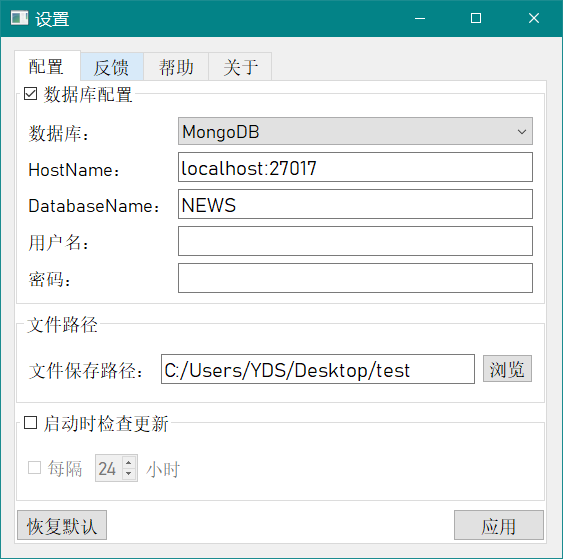 设置
配置 反馈 帮助 关于
数据库配置
数据库： MongoDB
HostName： localhost:27017
DatabaseName： NEWS
用户名：
密码：
文件路径
文件保存路径： C:/Users/YDS/Desktop/test 浏览
启动时检查更新
每隔 24 小时
恢复默认 应用